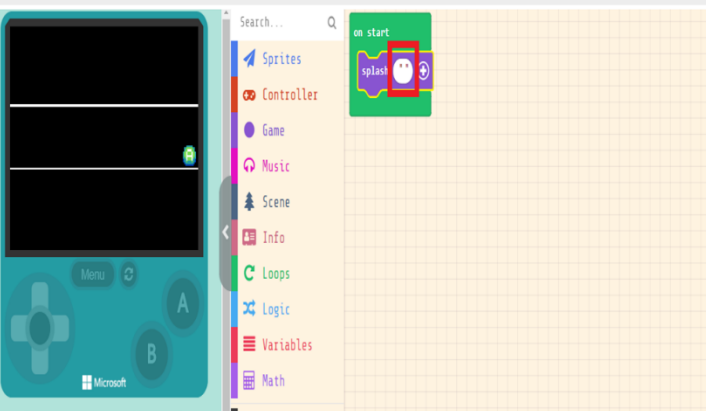 Search...
Sprites
Controller
Game
Music
Scene
Info
Loops
Logic
Variables
Math
on start
splash
Menu
A
B
Microsoft